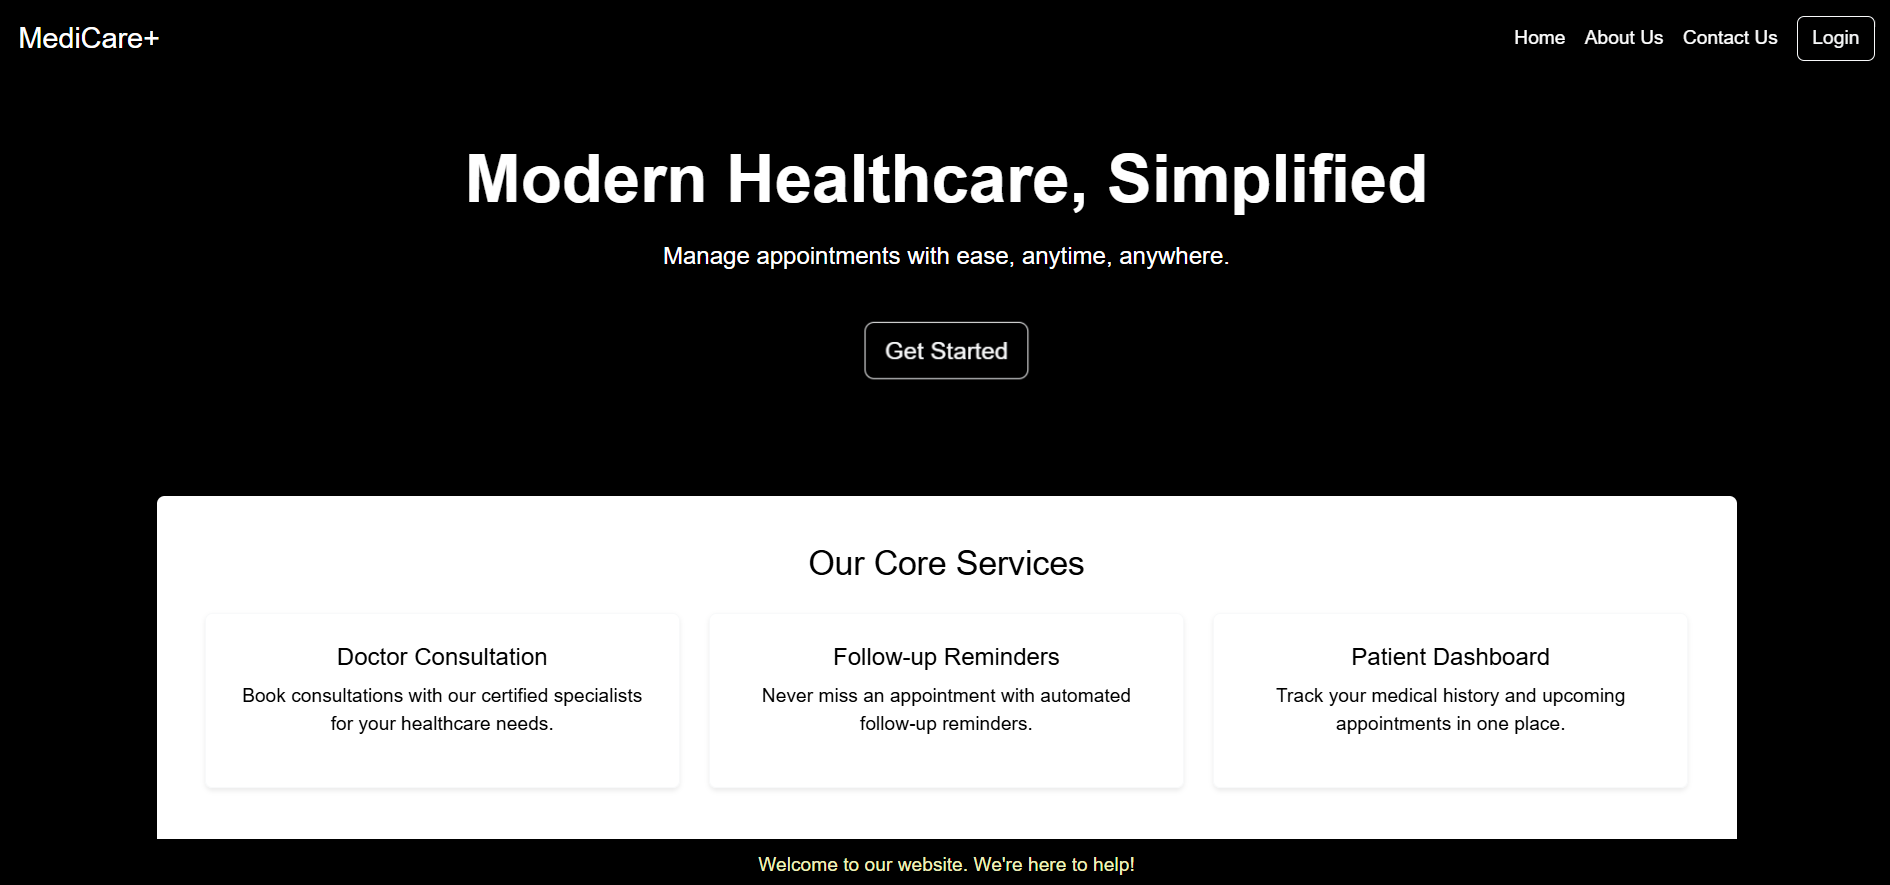 MediCare+
Home
About Us
Contact Us
Login
Modern Healthcare, Simplified
Manage appointments with ease, anytime, anywhere.
Get Started
Our Core Services
Doctor Consultation
Book consultations with our certified specialists
for your healthcare needs.
Follow-up Reminders
Never miss an appointment with automated
follow-up reminders.
Patient Dashboard
Track your medical history and upcoming
appointments in one place.
Welcome to our website. We're here to help!